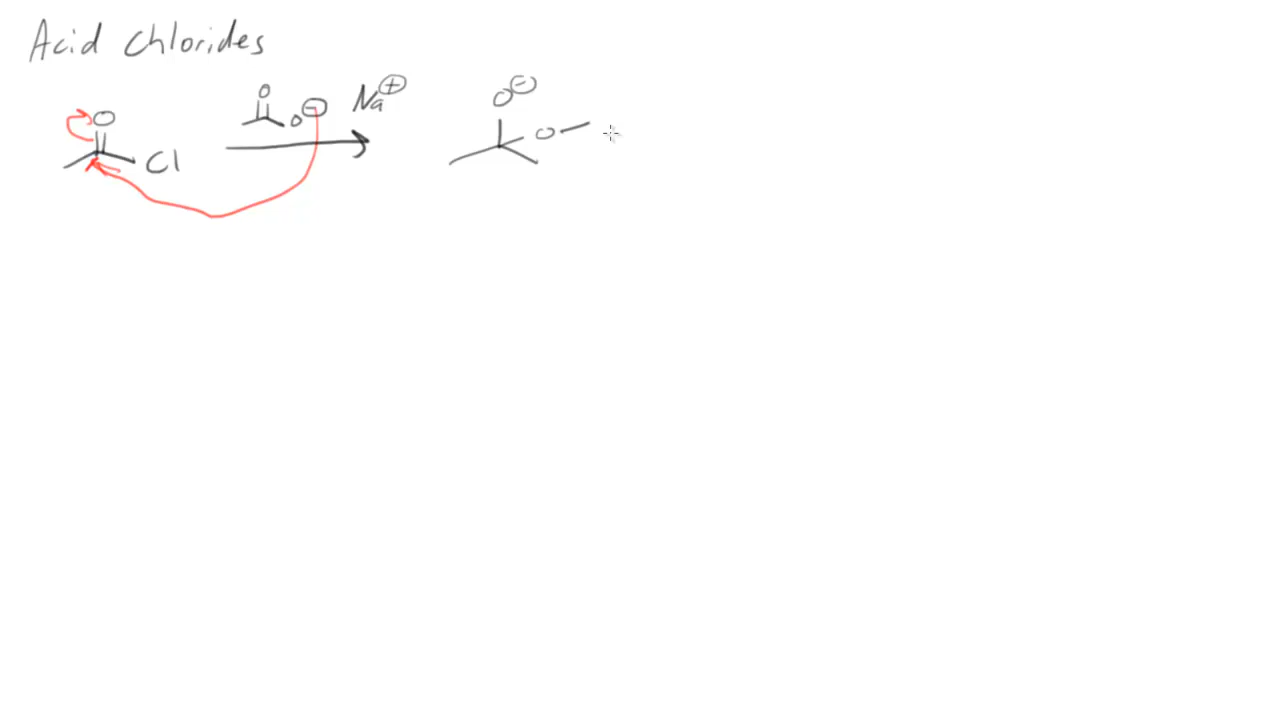 Acid Chlorides
O Cl
O O⊖ Na⊕
O⊖ O